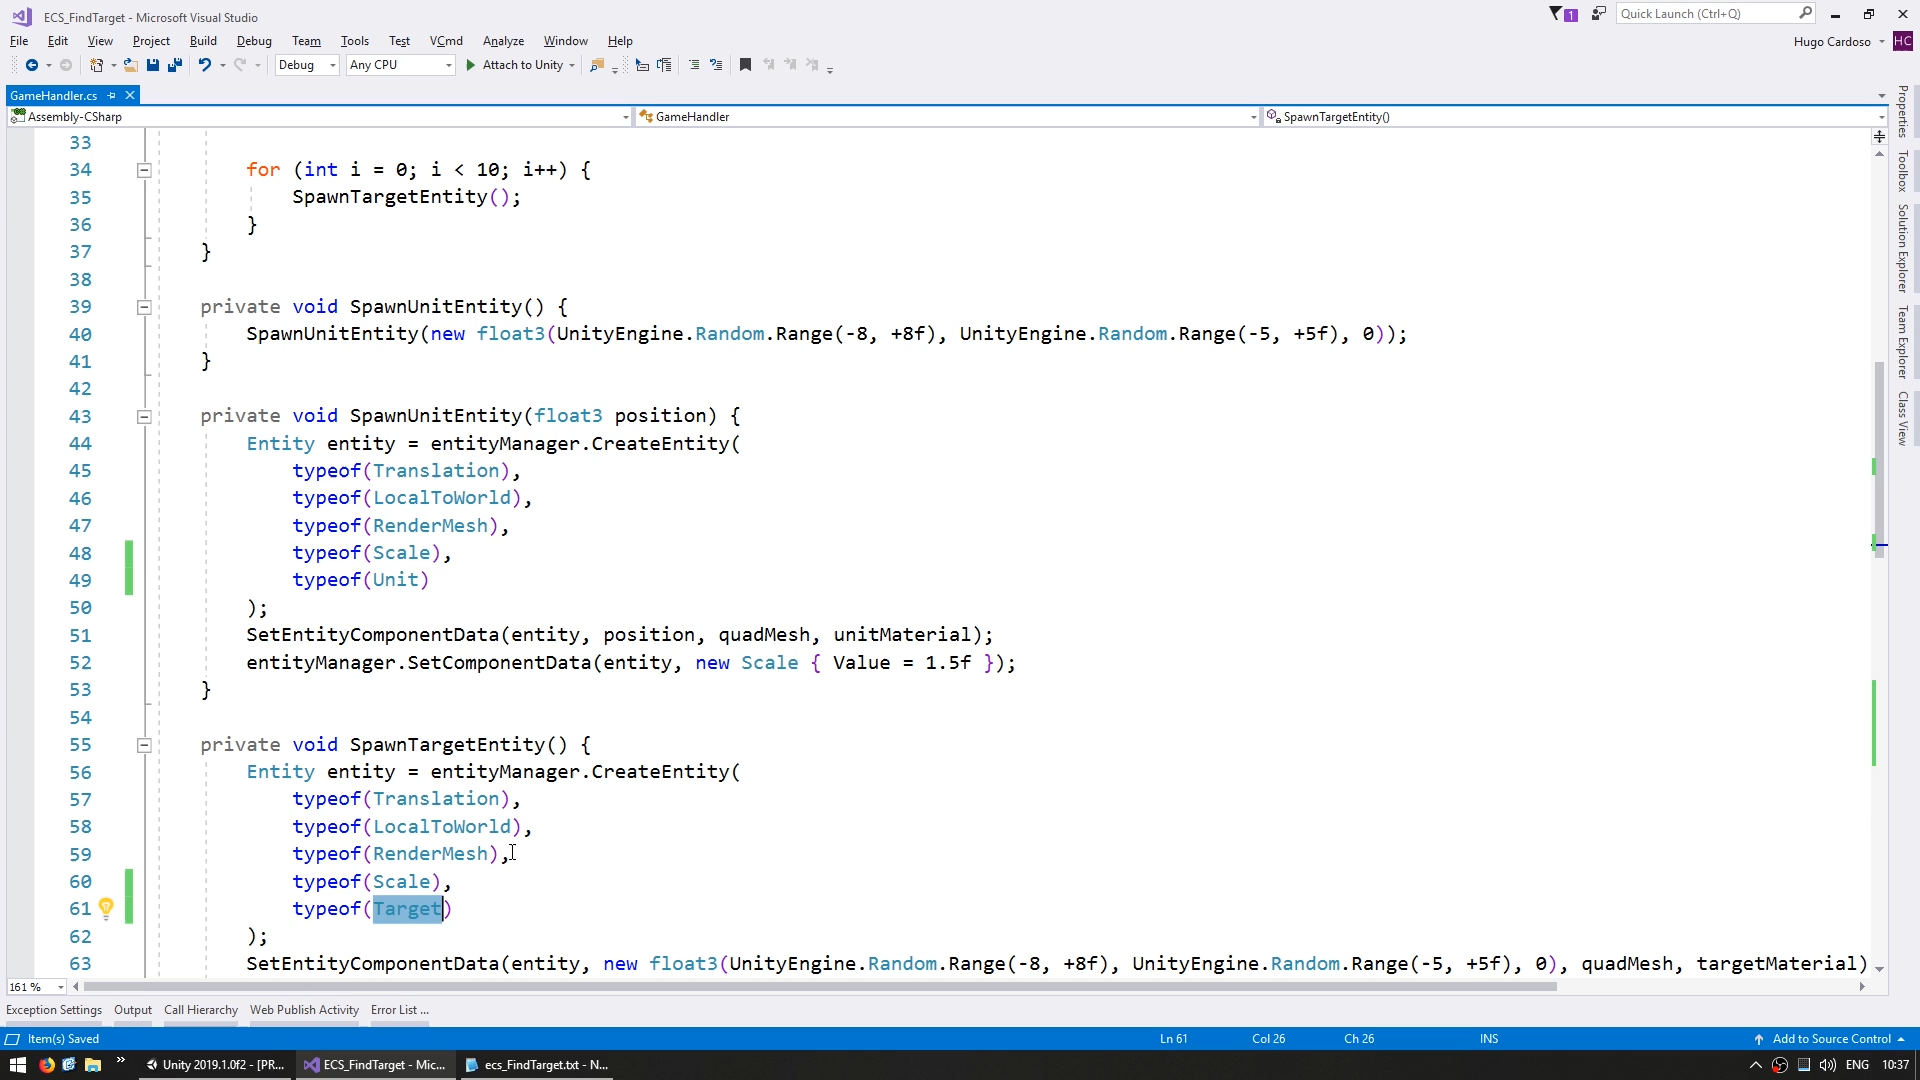 ECS_FindTarget - Microsoft Visual Studio
1
Quick Launch (Ctrl+Q)
File Edit View Project Build Debug Team Tools Test VCmd Analyze Window Help
Hugo Cardoso HC
Debug Any CPU Attach to Unity
GameHandler.cs
Assembly-CSharp GameHandler SpawnTargetEntity()
33
34 for (int i = 0; i < 10; i++) {
35 SpawnTargetEntity();
36 }
37 }
38
39 private void SpawnUnitEntity() {
40 SpawnUnitEntity(new float3(UnityEngine.Random.Range(-8, +8f), UnityEngine.Random.Range(-5, +5f), 0));
41 }
42
43 private void SpawnUnitEntity(float3 position) {
44 Entity entity = entityManager.CreateEntity(
45 typeof(Translation),
46 typeof(LocalToWorld),
47 typeof(RenderMesh),
48 typeof(Scale),
49 typeof(Unit)
50 );
51 SetEntityComponentData(entity, position, quadMesh, unitMaterial);
52 entityManager.SetComponentData(entity, new Scale { Value = 1.5f });
53 }
54
55 private void SpawnTargetEntity() {
56 Entity entity = entityManager.CreateEntity(
57 typeof(Translation),
58 typeof(LocalToWorld),
59 typeof(RenderMesh),
60 typeof(Scale),
61 typeof(Target)
62 );
63 SetEntityComponentData(entity, new float3(UnityEngine.Random.Range(-8, +8f), UnityEngine.Random.Range(-5, +5f), 0), quadMesh, targetMaterial)
Properties
Toolbox
Solution Explorer
Team Explorer
Class View
161 %
Exception Settings Output Call Hierarchy Web Publish Activity Error List ...
Item(s) Saved Ln 61 Col 26 Ch 26 INS Add to Source Control
Unity 2019.1.0f2 - [PR... ECS_FindTarget - Mic... ecs_FindTarget.txt - N... ENG 10:37